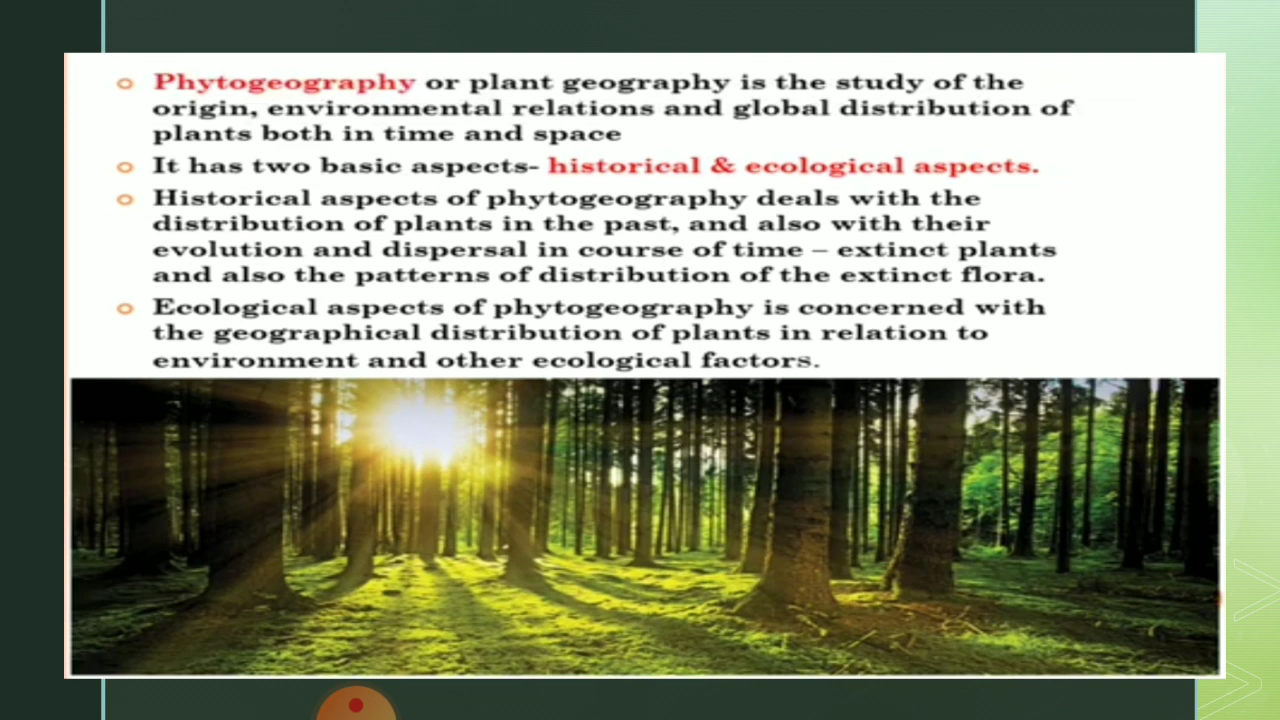 Phytogeography or plant geography is the study of the
origin, environmental relations and global distribution of
plants both in time and space
It has two basic aspects- historical & ecological aspects.
Historical aspects of phytogeography deals with the
distribution of plants in the past, and also with their
evolution and dispersal in course of time – extinct plants
and also the patterns of distribution of the extinct flora.
Ecological aspects of phytogeography is concerned with
the geographical distribution of plants in relation to
environment and other ecological factors.